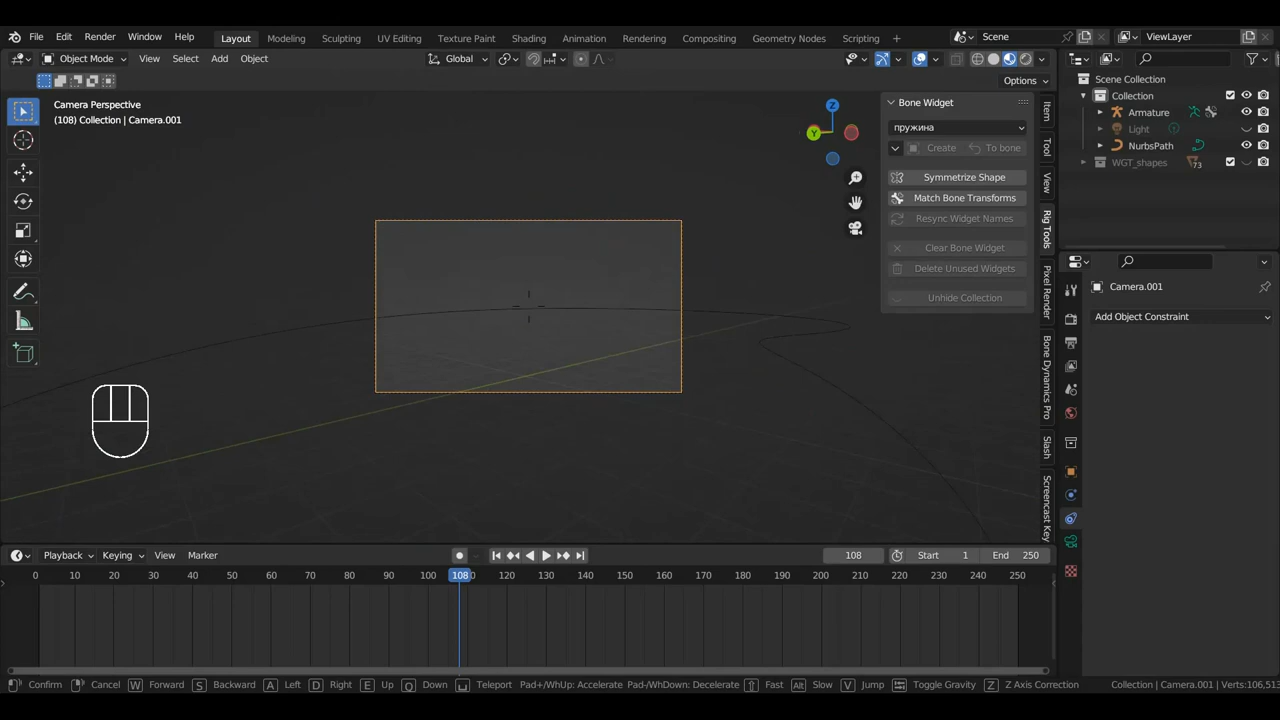 File Edit Render Window Help Layout Modeling Sculpting UV Editing Texture Paint Shading Animation Rendering Compositing Geometry Nodes Scripting + Scene ViewLayer
Object Mode View Select Add Object Global
Options
Camera Perspective
(108) Collection | Camera.001
Z
Y
Bone Widget
пружина
Create To bone
Symmetrize Shape
Match Bone Transforms
Resync Widget Names
Clear Bone Widget
Delete Unused Widgets
Unhide Collection
Item
Tool
View
Rig Tools
Pixel Render
Bone Dynamics Pro
Slash
Screencast Key
Scene Collection
Collection
Armature
Light
NurbsPath
WGT_shapes 73
Camera.001
Add Object Constraint
Playback Keying View Marker 108 Start 1 End 250
0 10 20 30 40 50 60 70 80 90 100 108 120 130 140 150 160 170 180 190 200 210 220 230 240 250
Confirm Cancel W Forward S Backward A Left D Right E Up Q Down Teleport Pad+/WhUp: Accelerate Pad-/WhDown: Decelerate Fast Alt Slow V Jump Toggle Gravity Z Z Axis Correction Collection | Camera.001 | Verts:106,513